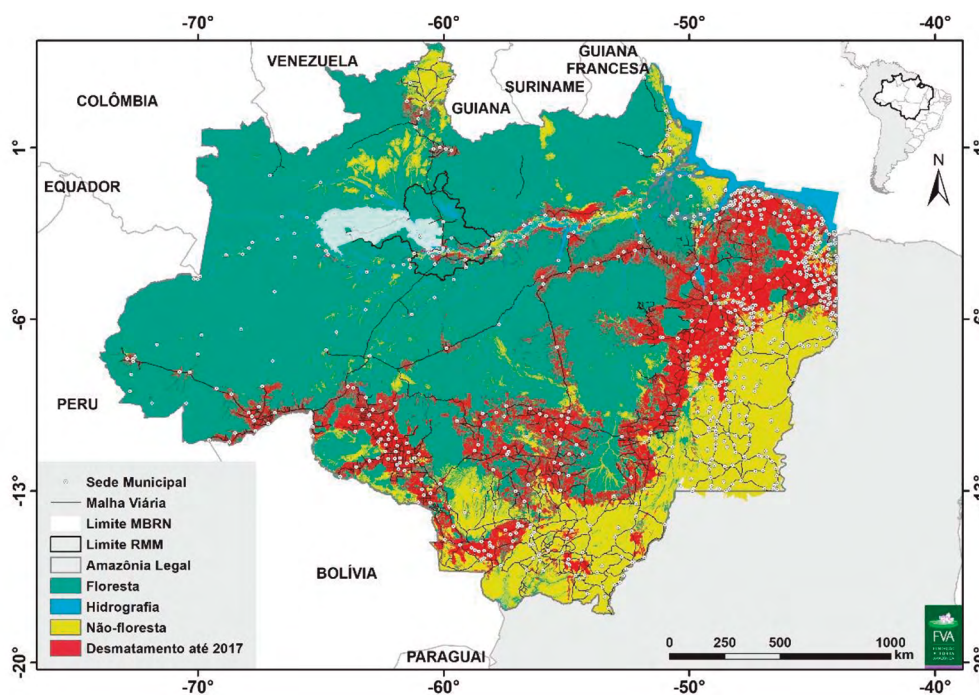 -70°
-60°
-50°
-40°
VENEZUELA
GUIANA
FRANCESA
SURINAME
COLÔMBIA
GUIANA
1°
EQUADOR
N
-6°
PERU
-13°
Sede Municipal
Malha Viária
Limite MBRN
Limite RMM
Amazônia Legal
Floresta
Hidrografia
Não-floresta
Desmatamento até 2017
BOLÍVIA
0 250 500 1000
km
FVA
PARAGUAI
-20°
-70°
-60°
-50°
-40°